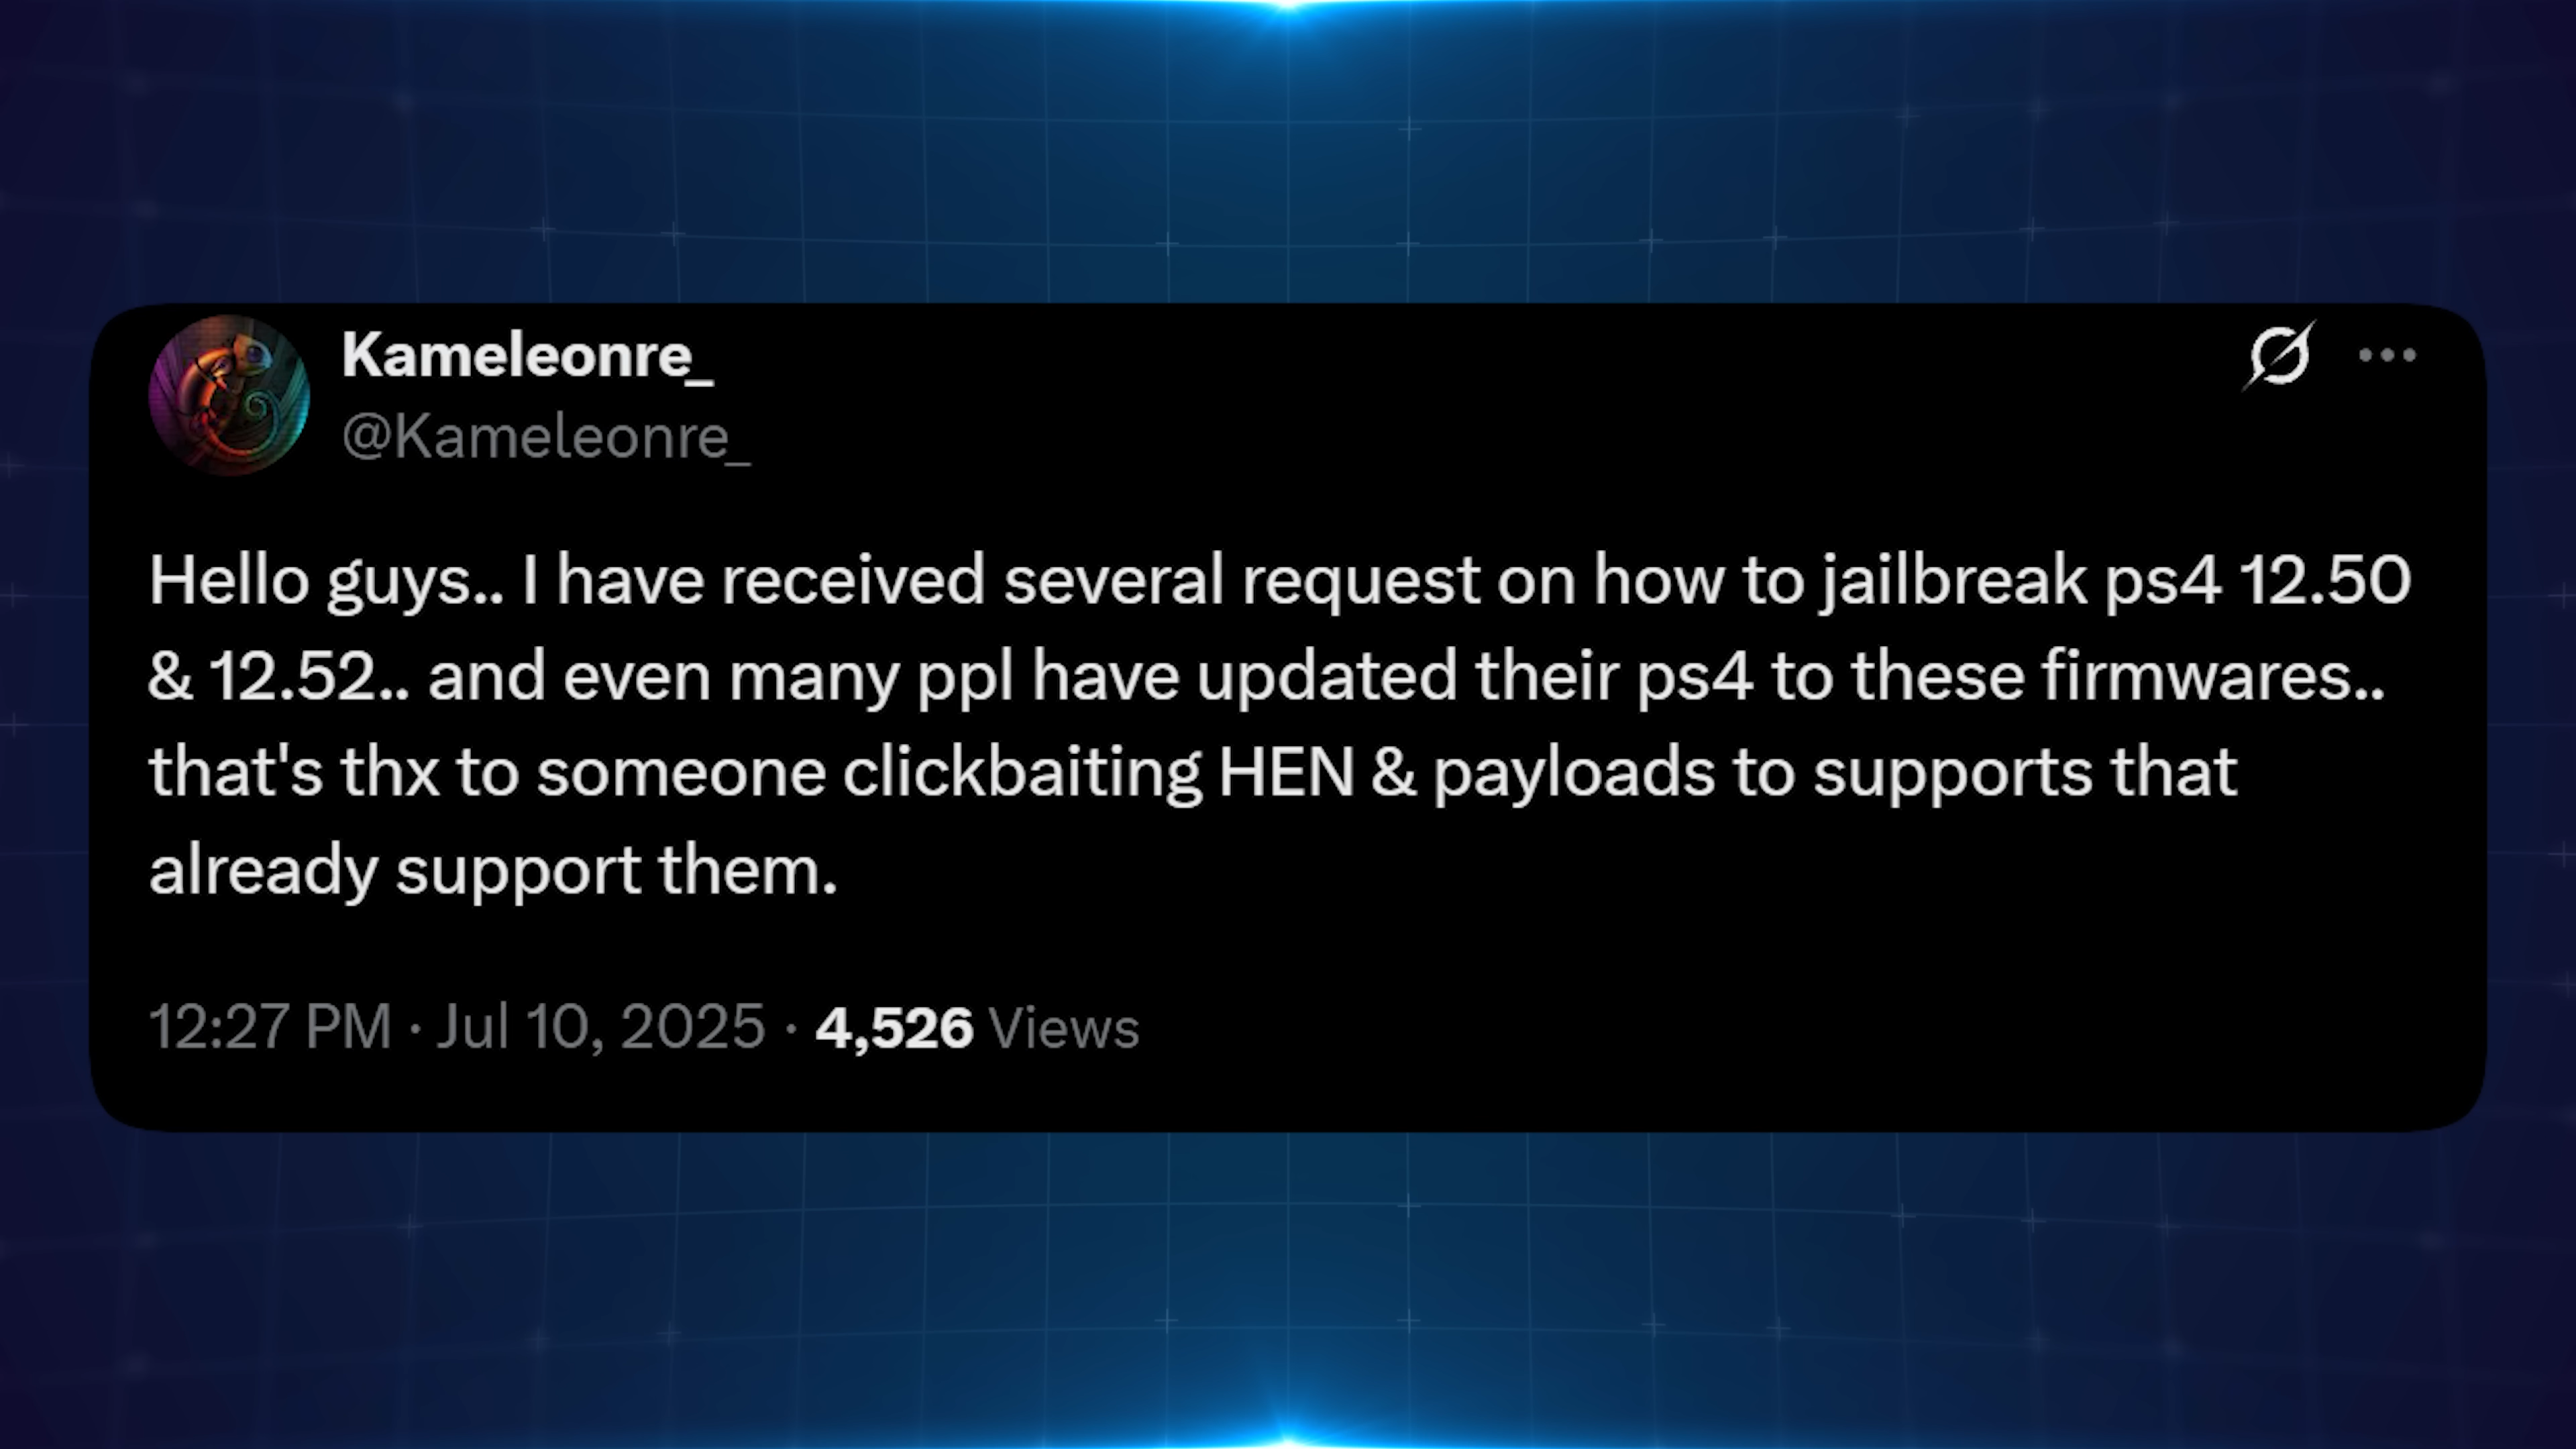 Kameleonre_
@Kameleonre_
Hello guys.. I have received several request on how to jailbreak ps4 12.50
& 12.52.. and even many ppl have updated their ps4 to these firmwares..
that's thx to someone clickbaiting HEN & payloads to supports that
already support them.
12:27 PM · Jul 10, 2025 · 4,526 Views